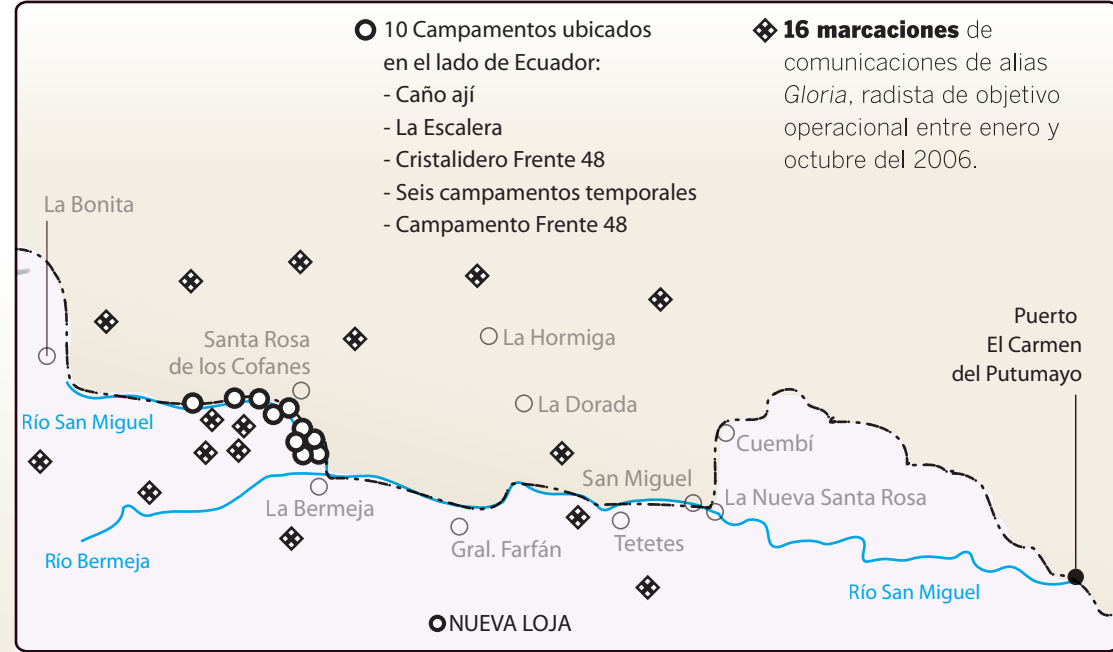 10 Campamentos ubicados
en el lado de Ecuador:
- Caño ají
- La Escalera
- Cristalidero Frente 48
- Seis campamentos temporales
- Campamento Frente 48
16 marcaciones de
comunicaciones de alias
Gloria, radista de objetivo
operacional entre enero y
octubre del 2006.
La Bonita
Santa Rosa
de los Cofanes
La Hormiga
Puerto
El Carmen
del Putumayo
La Dorada
Río San Miguel
Cuembí
San Miguel
La Nueva Santa Rosa
La Bermeja
Gral. Farfán
Tetetes
Río Bermeja
Río San Miguel
NUEVA LOJA